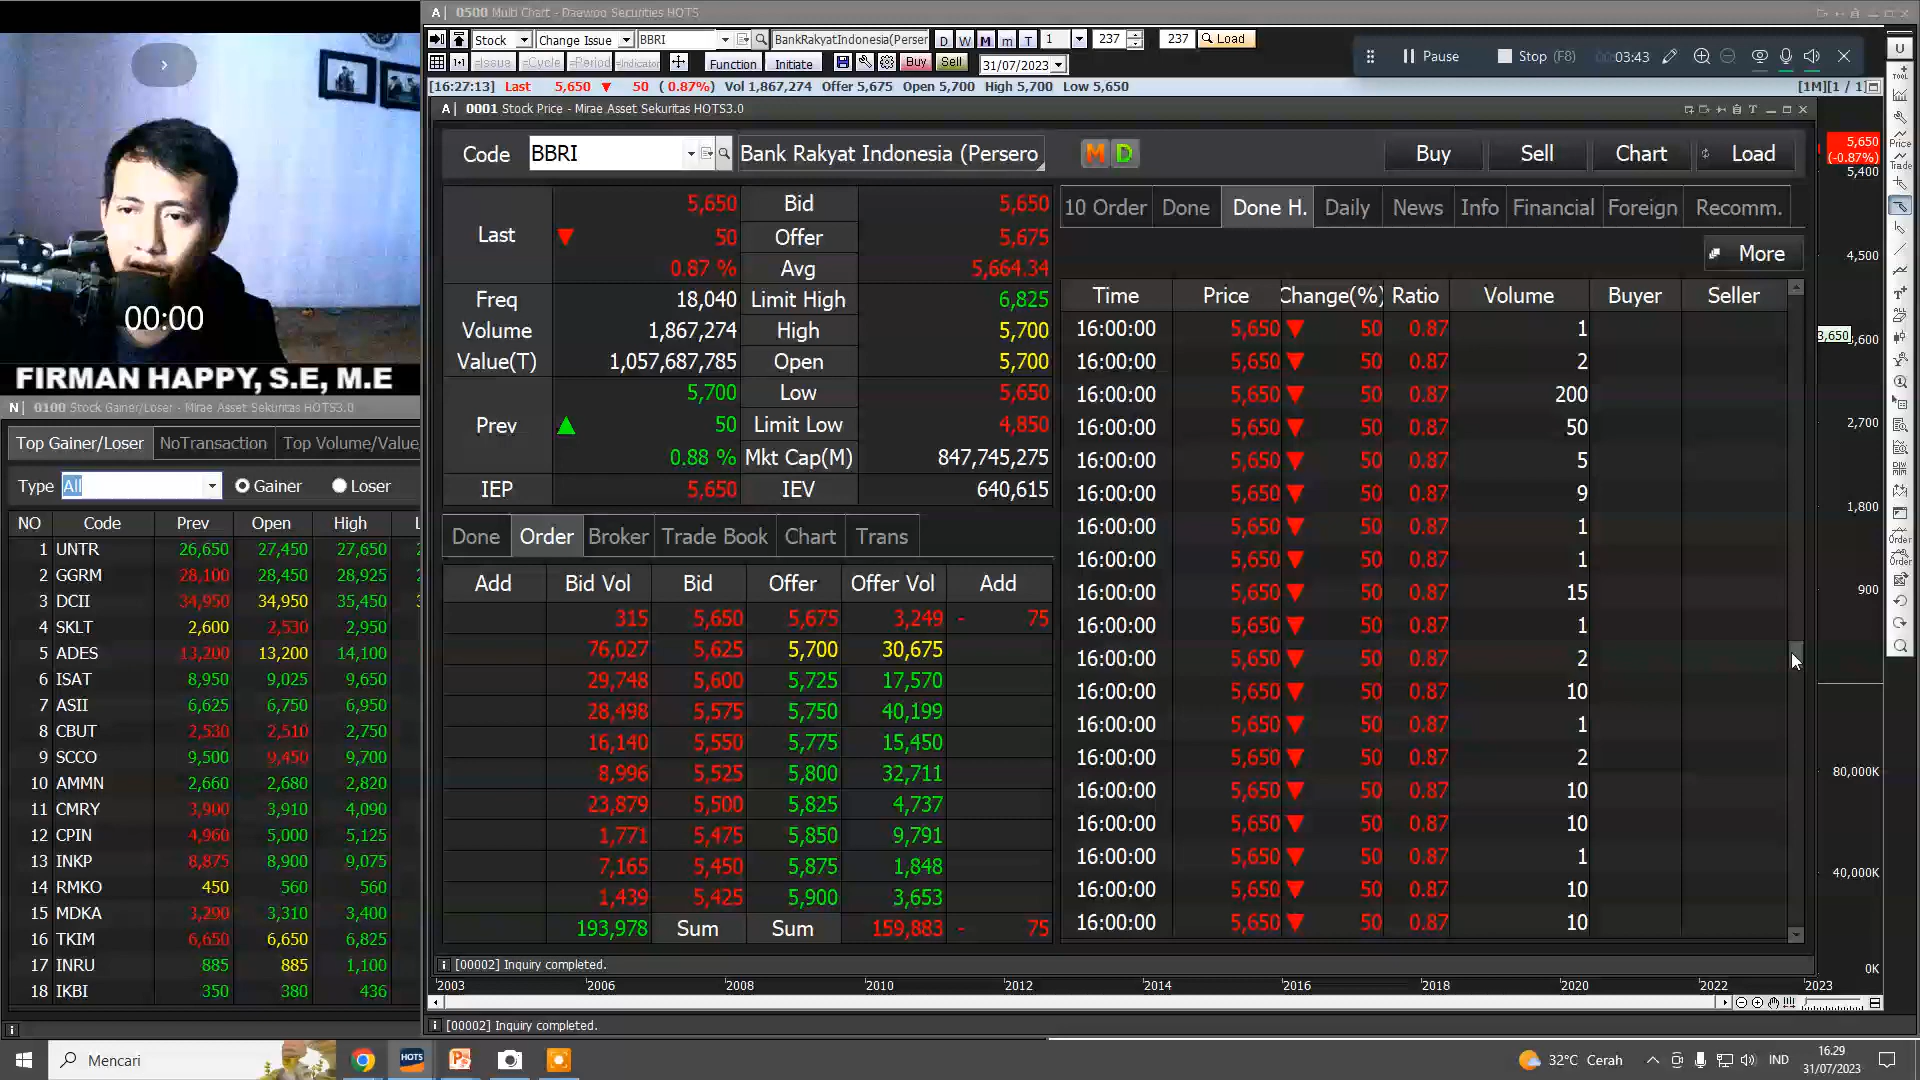 0500 Multi Chart - Daewoo Securities HOTS
Stock Change Issue BBRI BankRakyatIndonesia(Perser D W M m T 1 237 237 Load
=Issue =Cycle =Period =Indicator Function Initiate Buy Sell 31/07/2023
Pause Stop (F8) 00:03:43
[16:27:13] Last 5,650 ▼ 50 ( 0.87%) Vol 1,867,274 Offer 5,675 Open 5,700 High 5,700 Low 5,650 [1M][1 / 1]
00:00
FIRMAN HAPPY, S.E, M.E
A 0001 Stock Price - Mirae Asset Sekuritas HOTS3.0
Code BBRI Bank Rakyat Indonesia (Persero M D Buy Sell Chart Load
Last 5,650 Bid 5,650
▼ 50 Offer 5,675
0.87 % Avg 5,664.34
Freq 18,040 Limit High 6,825
Volume 1,867,274 High 5,700
Value(T) 1,057,687,785 Open 5,700
Prev 5,700 Low 5,650
▲ 50 Limit Low 4,850
0.88 % Mkt Cap(M) 847,745,275
IEP 5,650 IEV 640,615
Done Order Broker Trade Book Chart Trans
Add Bid Vol Bid Offer Offer Vol Add
315 5,650 5,675 3,249 - 75
76,027 5,625 5,700 30,675
29,748 5,600 5,725 17,570
28,498 5,575 5,750 40,199
16,140 5,550 5,775 15,450
8,996 5,525 5,800 32,711
23,879 5,500 5,825 4,737
1,771 5,475 5,850 9,791
7,165 5,450 5,875 1,848
1,439 5,425 5,900 3,653
193,978 Sum Sum 159,883 - 75
10 Order Done Done H. Daily News Info Financial Foreign Recomm.
More
Time Price Change(%) Ratio Volume Buyer Seller
16:00:00 5,650 ▼ 50 0.87 1
16:00:00 5,650 ▼ 50 0.87 2
16:00:00 5,650 ▼ 50 0.87 200
16:00:00 5,650 ▼ 50 0.87 50
16:00:00 5,650 ▼ 50 0.87 5
16:00:00 5,650 ▼ 50 0.87 9
16:00:00 5,650 ▼ 50 0.87 1
16:00:00 5,650 ▼ 50 0.87 1
16:00:00 5,650 ▼ 50 0.87 15
16:00:00 5,650 ▼ 50 0.87 1
16:00:00 5,650 ▼ 50 0.87 2
16:00:00 5,650 ▼ 50 0.87 10
16:00:00 5,650 ▼ 50 0.87 1
16:00:00 5,650 ▼ 50 0.87 2
16:00:00 5,650 ▼ 50 0.87 10
16:00:00 5,650 ▼ 50 0.87 10
16:00:00 5,650 ▼ 50 0.87 1
16:00:00 5,650 ▼ 50 0.87 10
16:00:00 5,650 ▼ 50 0.87 10
[00002] Inquiry completed.
2003 2006 2008 2010 2012 2014 2016 2018 2020 2022 2023
[00002] Inquiry completed.
5,650
(-0.87%)
5,400
4,500
3,650
3,600
2,700
1,800
900
80,000K
40,000K
0K
U
TOOL
Price
Trade
DIW
Order
Order
N 0100 Stock Gainer/Loser - Mirae Asset Sekuritas HOTS3.0
Top Gainer/Loser NoTransaction Top Volume/Value
Type All Gainer Loser
NO Code Prev Open High L
1 UNTR 26,650 27,450 27,650
2 GGRM 28,100 28,450 28,925
3 DCII 34,950 34,950 35,450
4 SKLT 2,600 2,530 2,950
5 ADES 13,200 13,200 14,100
6 ISAT 8,950 9,025 9,650
7 ASII 6,625 6,750 6,950
8 CBUT 2,530 2,510 2,750
9 SCCO 9,500 9,450 9,700
10 AMMN 2,660 2,680 2,820
11 CMRY 3,900 3,910 4,090
12 CPIN 4,960 5,000 5,125
13 INKP 8,875 8,900 9,075
14 RMKO 450 560 560
15 MDKA 3,290 3,310 3,400
16 TKIM 6,650 6,650 6,825
17 INRU 885 885 1,100
18 IKBI 350 380 436
Mencari HOTS 32°C Cerah IND
16.29
31/07/2023